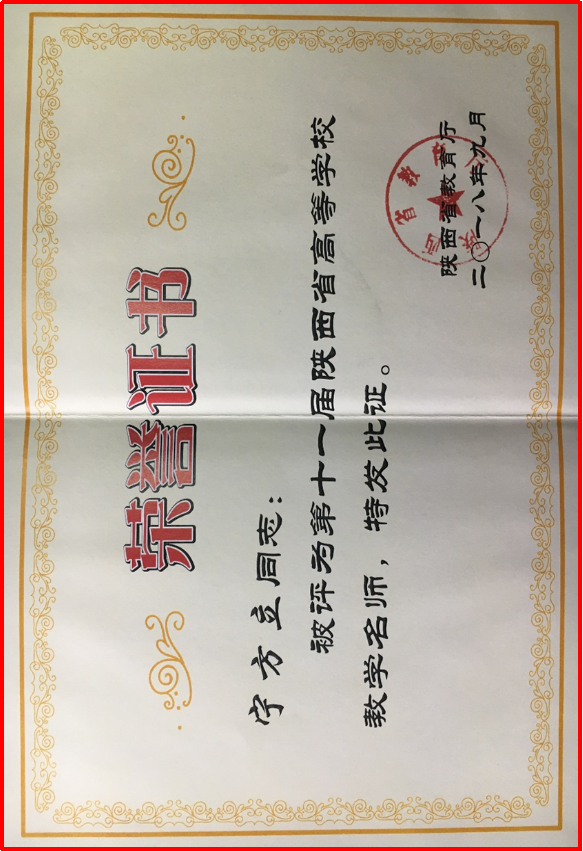 荣誉证书
宁方立同志：
被评为第十一届陕西省高等学校
教学名师，特发此证。
陕西省教育厅
二〇一八年九月